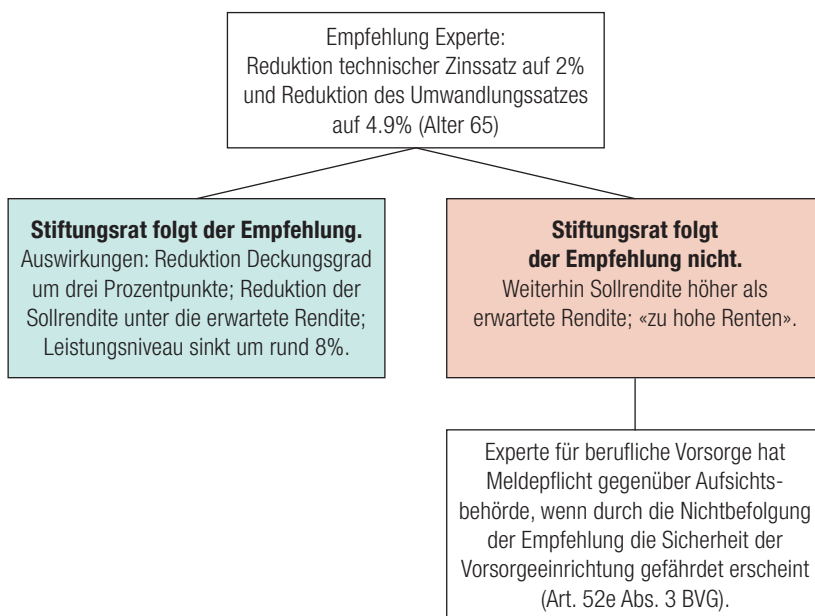 Empfehlung Experte:
Reduktion technischer Zinssatz auf 2%
und Reduktion des Umwandlungssatzes
auf 4.9% (Alter 65)
Stiftungsrat folgt der Empfehlung.
Auswirkungen: Reduktion Deckungsgrad
um drei Prozentpunkte; Reduktion der
Sollrendite unter die erwartete Rendite;
Leistungsniveau sinkt um rund 8%.
Stiftungsrat folgt
der Empfehlung nicht.
Weiterhin Sollrendite höher als
erwartete Rendite; «zu hohe Renten».
Experte für berufliche Vorsorge hat
Meldepflicht gegenüber Aufsichts-
behörde, wenn durch die Nichtbefolgung
der Empfehlung die Sicherheit der
Vorsorgeeinrichtung gefährdet erscheint
(Art. 52e Abs. 3 BVG).